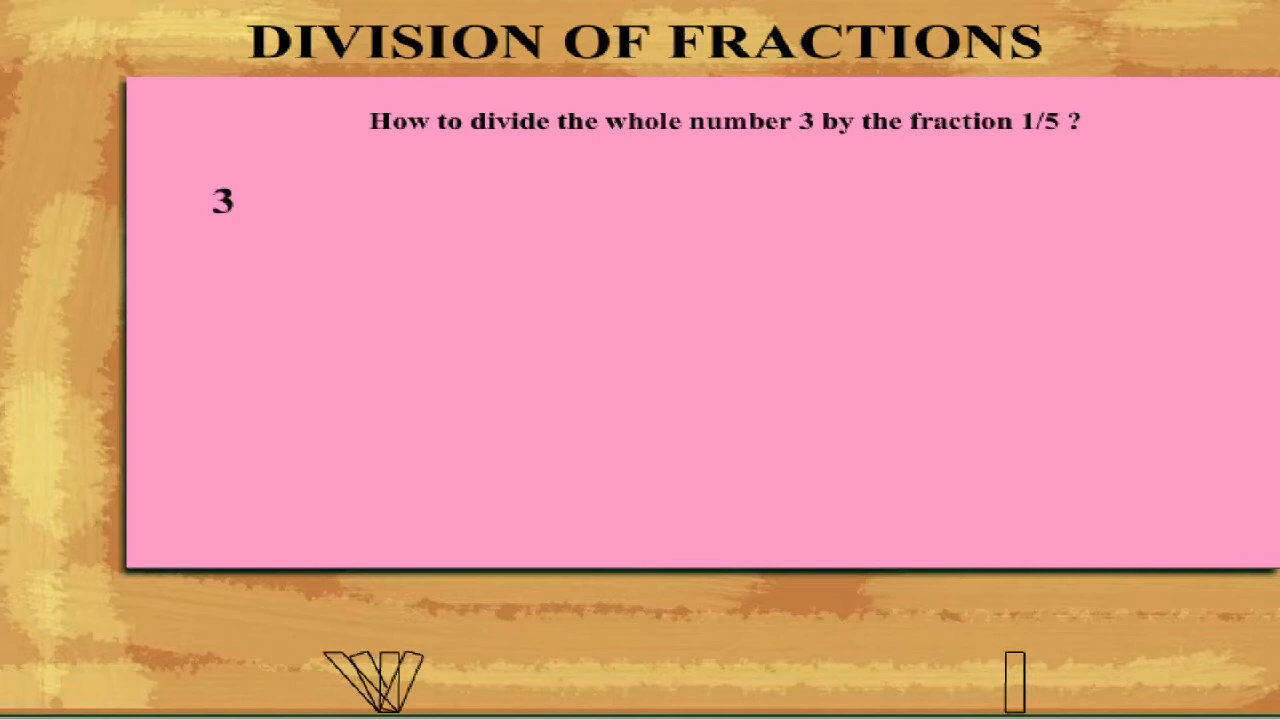 DIVISION OF FRACTIONS
How to divide the whole number 3 by the fraction 1/5 ?
3